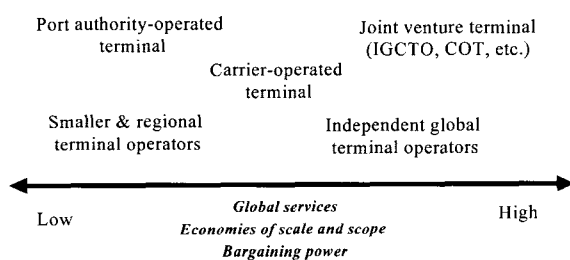 Port authority-operated
terminal
Joint venture terminal
(IGCTO, COT, etc.)
Carrier-operated
terminal
Smaller & regional
terminal operators
Independent global
terminal operators
Low
Global services
Economies of scale and scope
Bargaining power
High